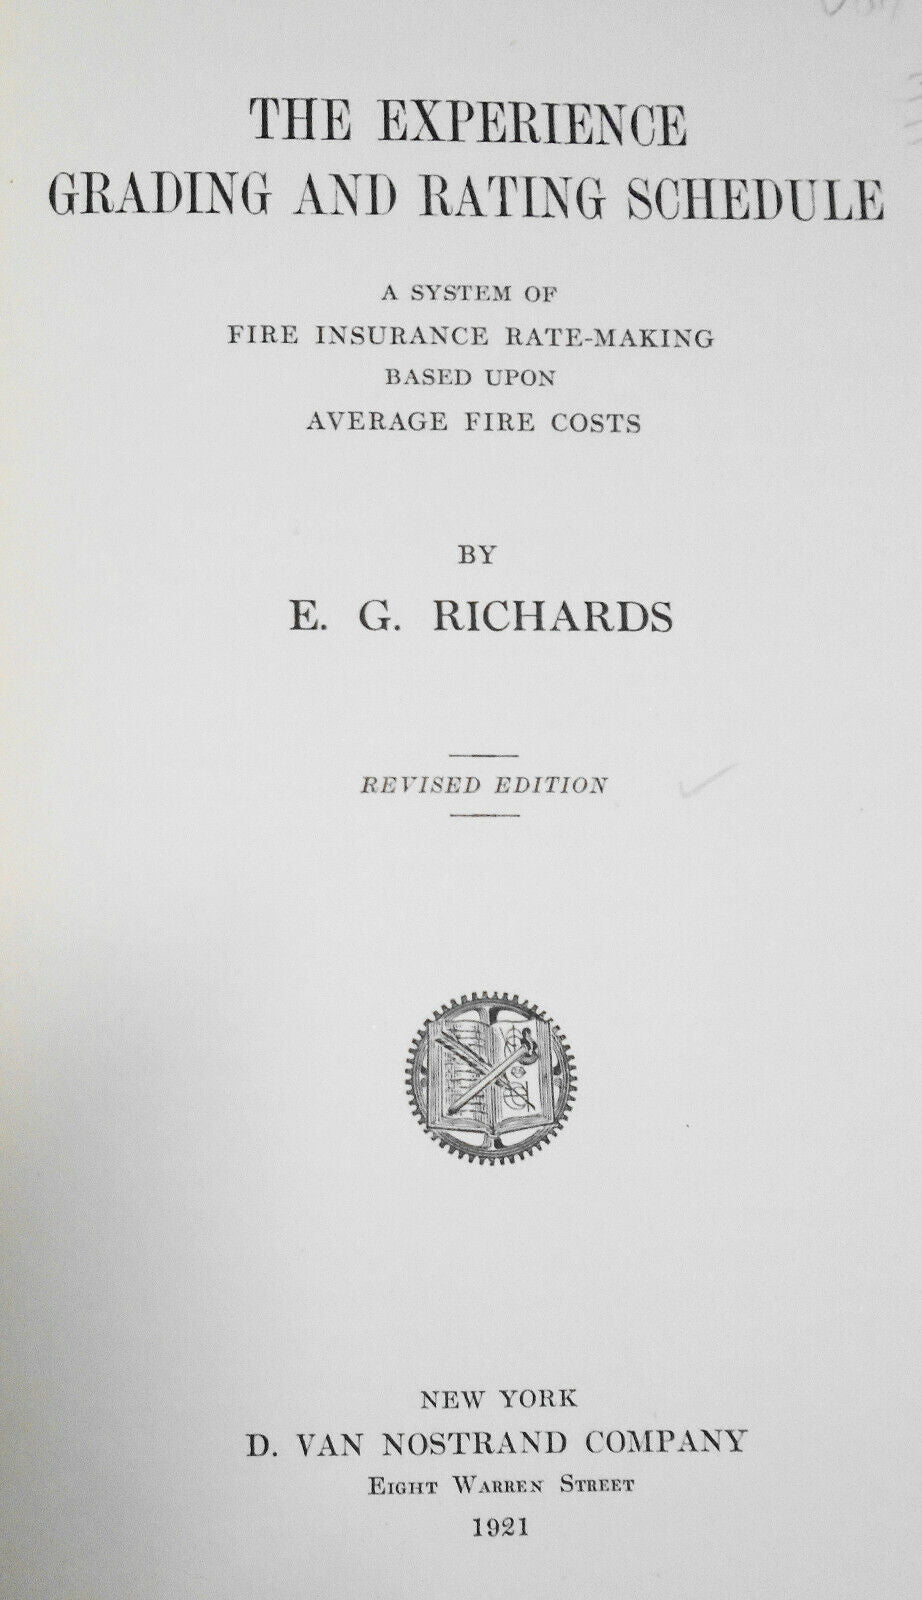 THE EXPERIENCE
GRADING AND RATING SCHEDULE
A SYSTEM OF
FIRE INSURANCE RATE-MAKING
BASED UPON
AVERAGE FIRE COSTS
BY
E. G. RICHARDS
REVISED EDITION
NEW YORK
D. VAN NOSTRAND COMPANY
EIGHT WARREN STREET
1921